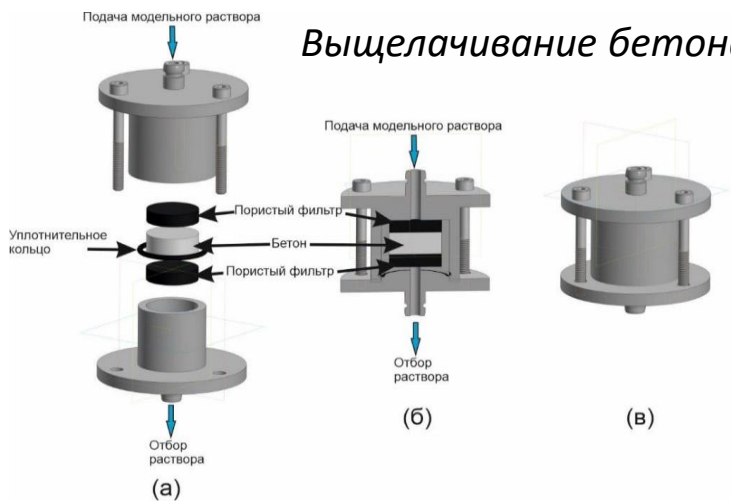 Подача модельного раствора
Выщелачивание бетон
Подача модельного раствора
Пористый фильтр
Уплотнительное
кольцо
Бетон
Пористый фильтр
Отбор
раствора
(б)
(в)
Отбор
раствора
(а)